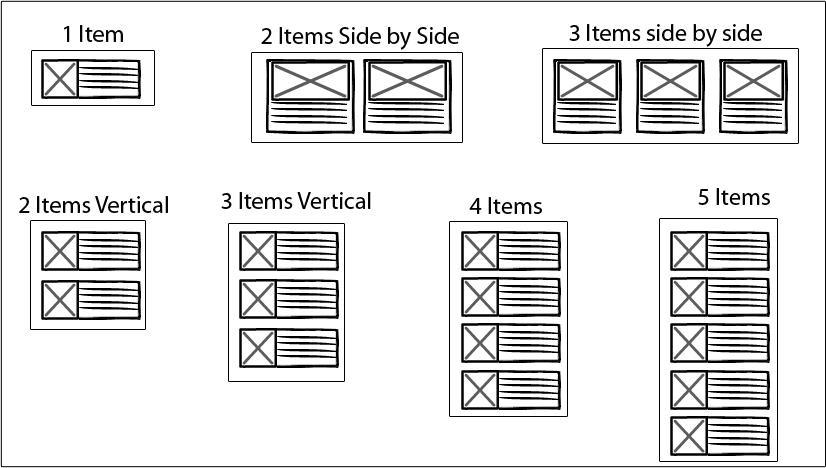 1 Item
2 Items Side by Side
3 Items side by side
2 Items Vertical
3 Items Vertical
4 Items
5 Items